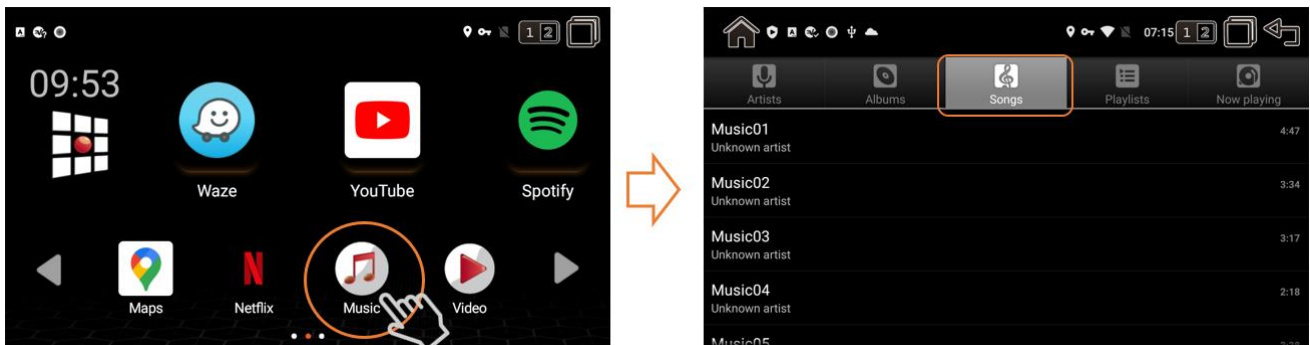 1 2
09:53
Waze
YouTube
Spotify
Maps
Netflix
Music
Video
07:15
1 2
Artists
Albums
Songs
Playlists
Now playing
Music01
4:47
Unknown artist
Music02
3:34
Unknown artist
Music03
3:17
Unknown artist
Music04
2:18
Unknown artist
Music05